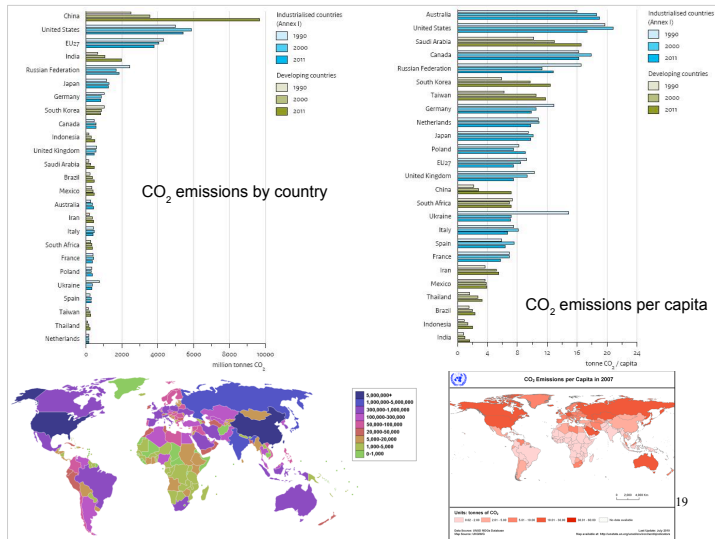 Industrialised countries
(Annex I)
1990
2000
2011
Developing countries
1990
2000
2011
China
United States
EU27
India
Russian Federation
Japan
Germany
South Korea
Canada
Indonesia
United Kingdom
Saudi Arabia
Brazil
Mexico
Australia
Iran
Italy
South Africa
France
Poland
Ukraine
Spain
Taiwan
Thailand
Netherlands
0 2000 4000 6000 8000 10000
million tonnes CO2
CO2 emissions by country
Industrialised countries
(Annex I)
1990
2000
2011
Developing countries
1990
2000
2011
Australia
United States
Saudi Arabia
Canada
Russian Federation
South Korea
Taiwan
Germany
Netherlands
Japan
Poland
EU27
United Kingdom
China
South Africa
Ukraine
Italy
Spain
France
Iran
Mexico
Thailand
Brazil
Indonesia
India
0 4 8 12 16 20 24
tonne CO2 / capita
CO2 emissions per capita
5,000,000+
1,000,000-5,000,000
300,000-1,000,000
100,000-300,000
50,000-100,000
20,000-50,000
5,000-20,000
1,000-5,000
0-1,000
CO2 Emissions per Capita in 2007
Units: tonnes of CO2
No data available
19